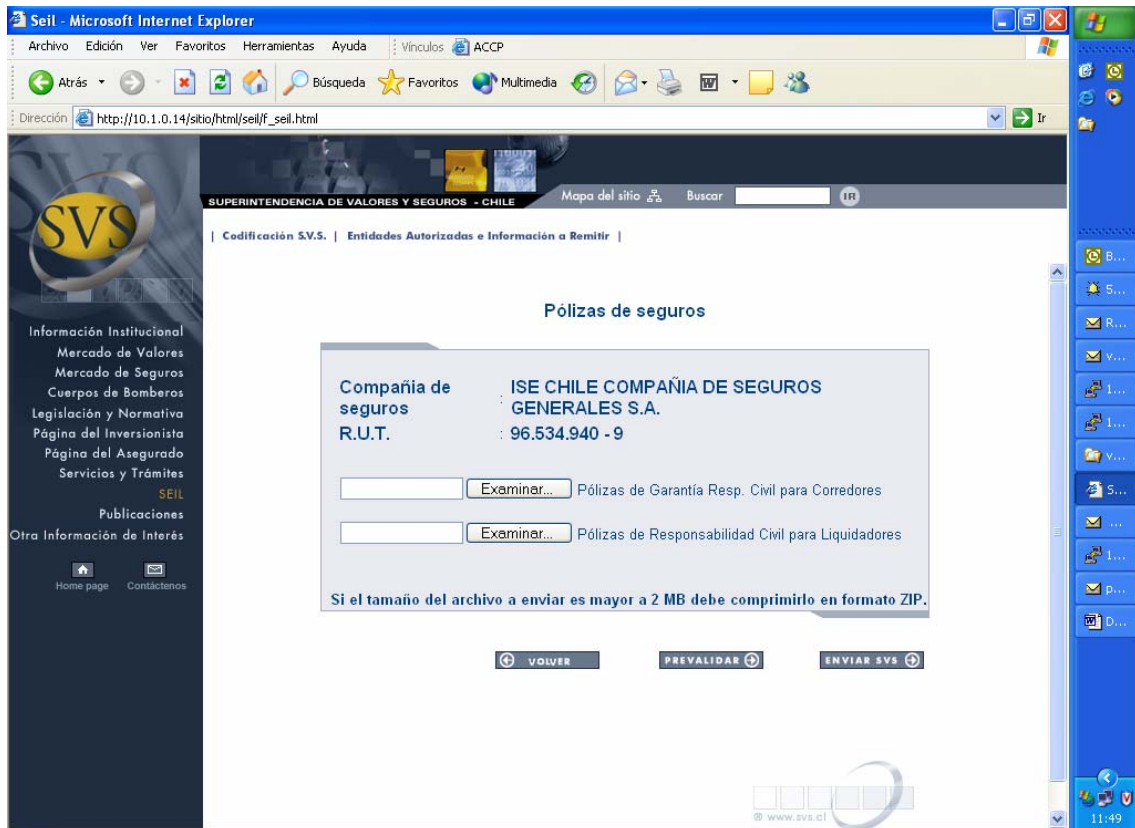 Seil - Microsoft Internet Explorer
Archivo Edición Ver Favoritos Herramientas Ayuda Vínculos ACCP
Atrás Búsqueda Favoritos Multimedia
Dirección http://10.1.0.14/sitio/html/seil/f_seil.html Ir
SVS
SVS
SUPERINTENDENCIA DE VALORES Y SEGUROS - CHILE
Mapa del sitio Buscar IR
| Codificación S.V.S. | Entidades Autorizadas e Información a Remitir |
Información Institucional
Mercado de Valores
Mercado de Seguros
Cuerpos de Bomberos
Legislación y Normativa
Página del Inversionista
Página del Asegurado
Servicios y Trámites
SEIL
Publicaciones
Otra Información de Interés
Home page Contáctenos
Pólizas de seguros
Compañia de seguros : ISE CHILE COMPAÑIA DE SEGUROS
GENERALES S.A.
R.U.T. : 96.534.940 - 9
Examinar... Pólizas de Garantía Resp. Civil para Corredores
Examinar... Pólizas de Responsabilidad Civil para Liquidadores
Si el tamaño del archivo a enviar es mayor a 2 MB debe comprimirlo en formato ZIP.
VOLVER PREVALIDAR ENVIAR SVS
® www.svs.cl
B...
S...
R...
v...
1...
1...
v...
S...
...
1...
p...
D...
11:49